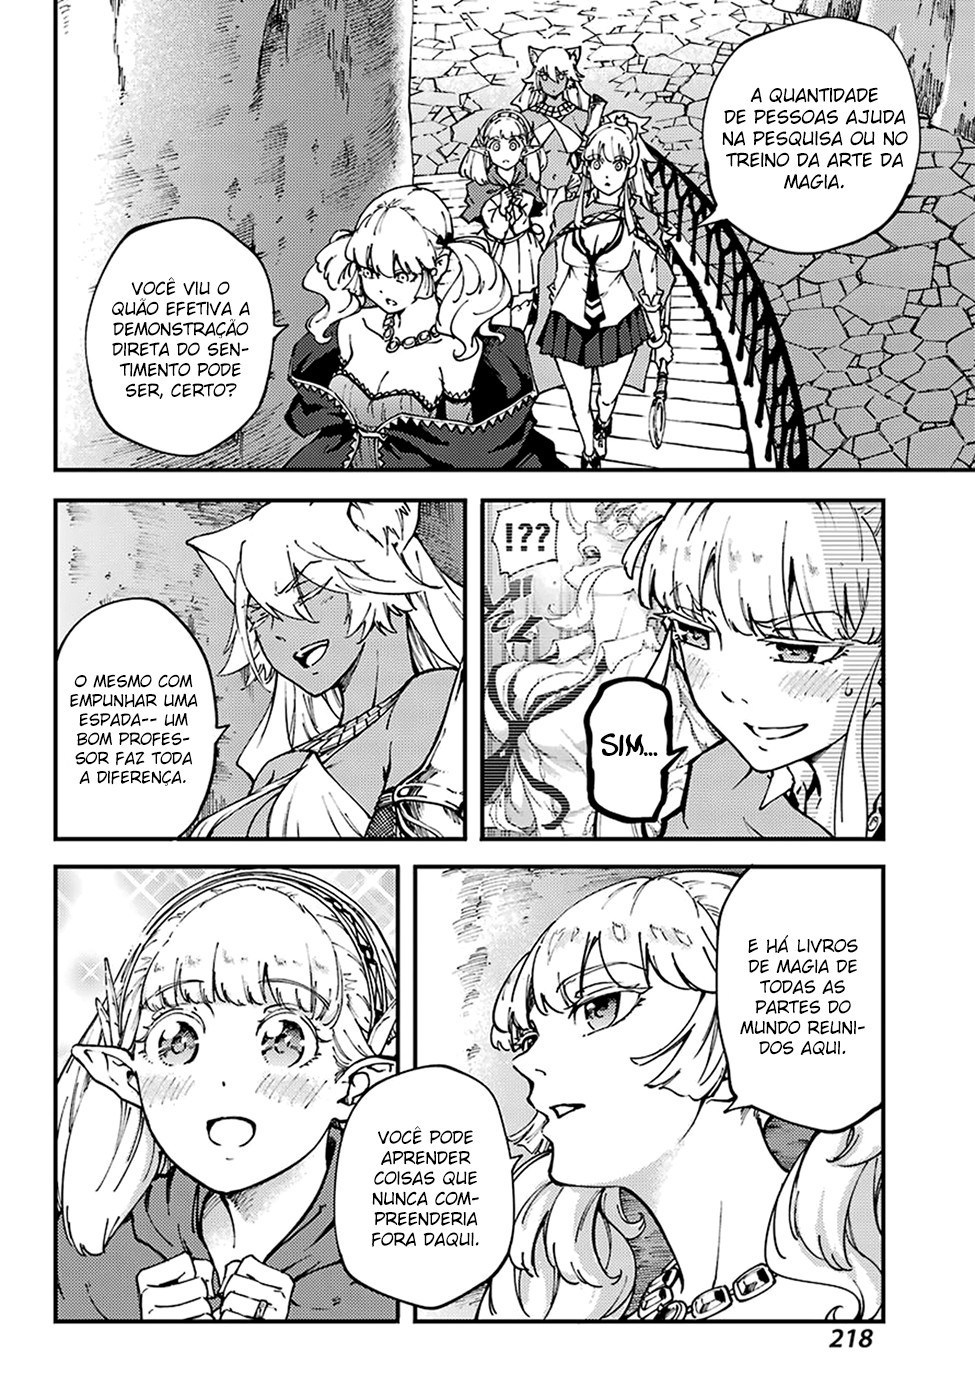 A QUANTIDADE
DE PESSOAS AJUDA
NA PESQUISA OU NO
TREINO DA ARTE DA
MAGIA.
VOCÊ VIU O
QUÃO EFETIVA A
DEMONSTRAÇÃO
DIRETA DO SEN-
TIMENTO PODE
SER, CERTO?
!??
SIM...
O MESMO COM
EMPUNHAR UMA
ESPADA-- UM
BOM PROFES-
SOR FAZ TODA
A DIFERENÇA.
E HÁ LIVROS
DE MAGIA DE
TODAS AS
PARTES DO
MUNDO REUNI-
DOS AQUI.
VOCÊ PODE
APRENDER
COISAS QUE
NUNCA COM-
PREENDERIA
FORA DAQUI.
218